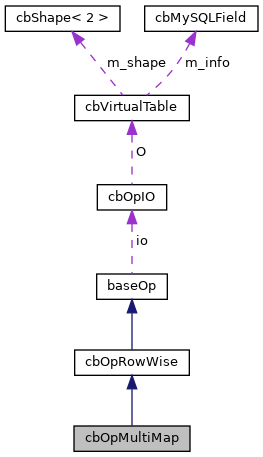 cbShape< 2 >
cbMySQLField
m_shape
m_info
cbVirtualTable
O
cbOpIO
io
baseOp
cbOpRowWise
cbOpMultiMap